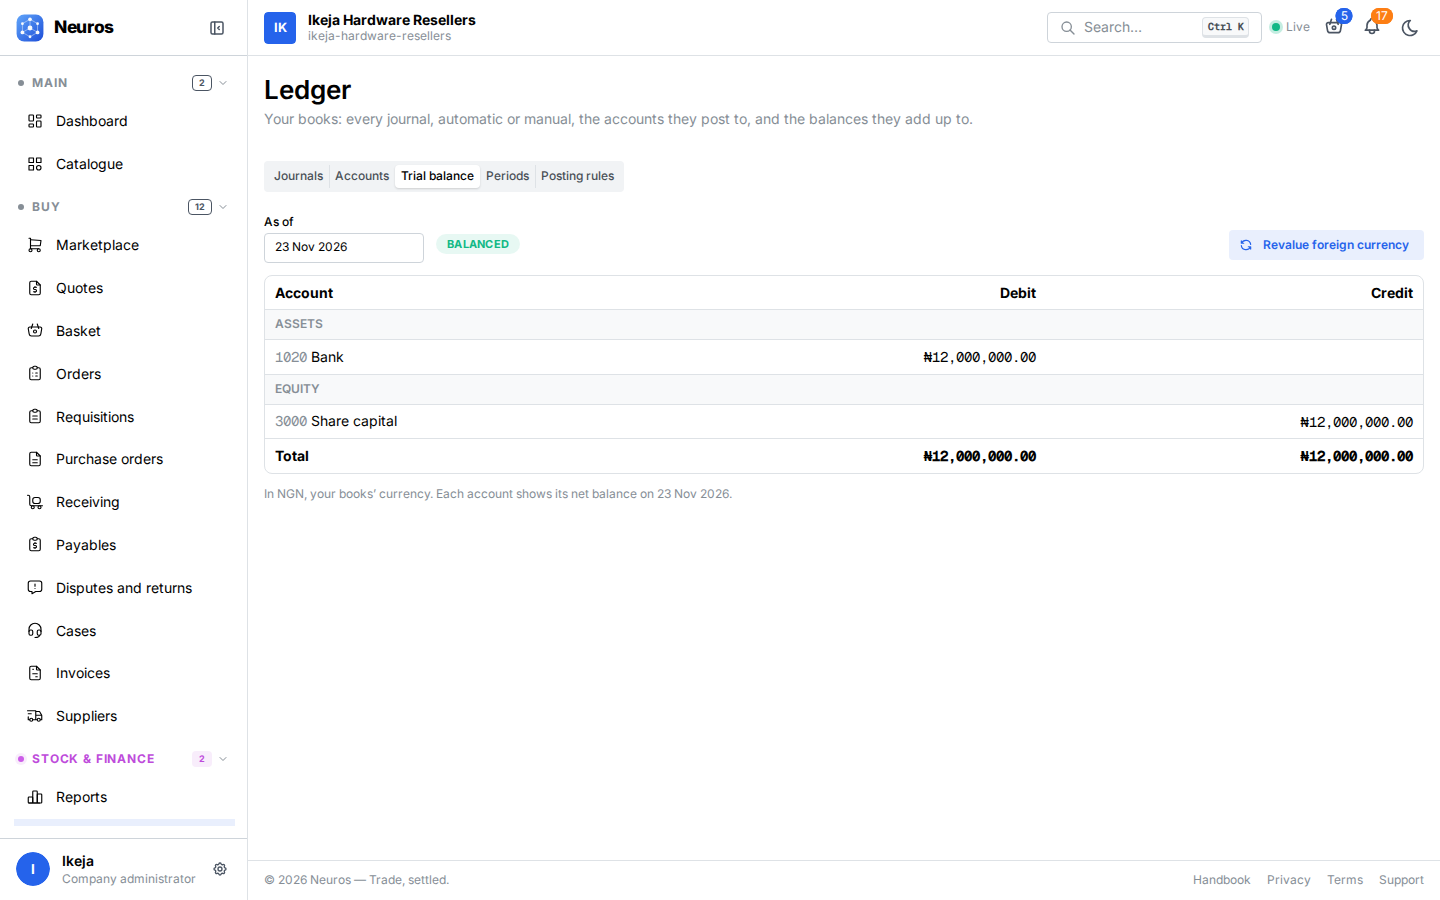 Neuros
IK
Ikeja Hardware Resellers
ikeja-hardware-resellers
Search...
Ctrl K
Live
5
17
MAIN
2
Dashboard
Catalogue
BUY
12
Marketplace
Quotes
Basket
Orders
Requisitions
Purchase orders
Receiving
Payables
Disputes and returns
Cases
Invoices
Suppliers
STOCK & FINANCE
2
Reports
I
Ikeja
Company administrator
Ledger
Your books: every journal, automatic or manual, the accounts they post to, and the balances they add up to.
Journals Accounts Trial balance Periods Posting rules
As of
23 Nov 2026
BALANCED
Revalue foreign currency
Account Debit Credit
ASSETS
1020 Bank ₦12,000,000.00
EQUITY
3000 Share capital ₦12,000,000.00
Total ₦12,000,000.00 ₦12,000,000.00
In NGN, your books’ currency. Each account shows its net balance on 23 Nov 2026.
© 2026 Neuros — Trade, settled.
Handbook Privacy Terms Support